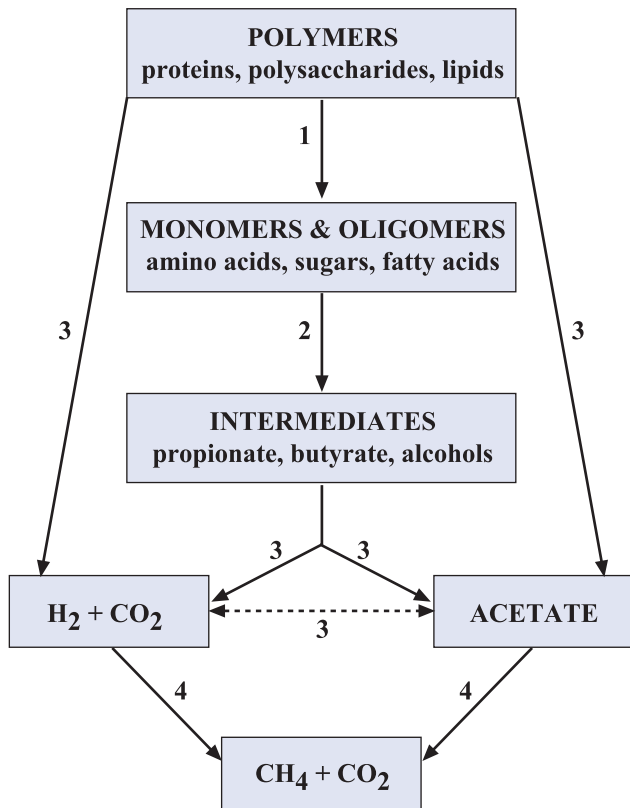 POLYMERS
proteins, polysaccharides, lipids
1
MONOMERS & OLIGOMERS
amino acids, sugars, fatty acids
3
2
3
INTERMEDIATES
propionate, butyrate, alcohols
3
3
H2 + CO2
3
ACETATE
4
4
CH4 + CO2